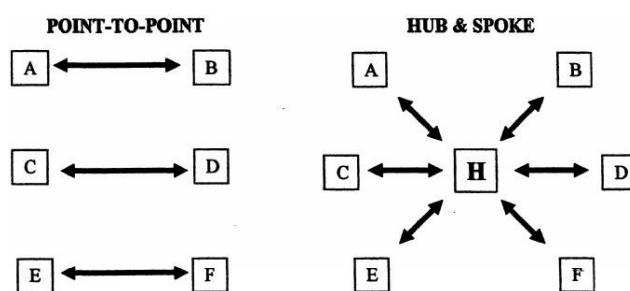 POINT-TO-POINT
A B
C D
E F
HUB & SPOKE
A B
C H D
E F